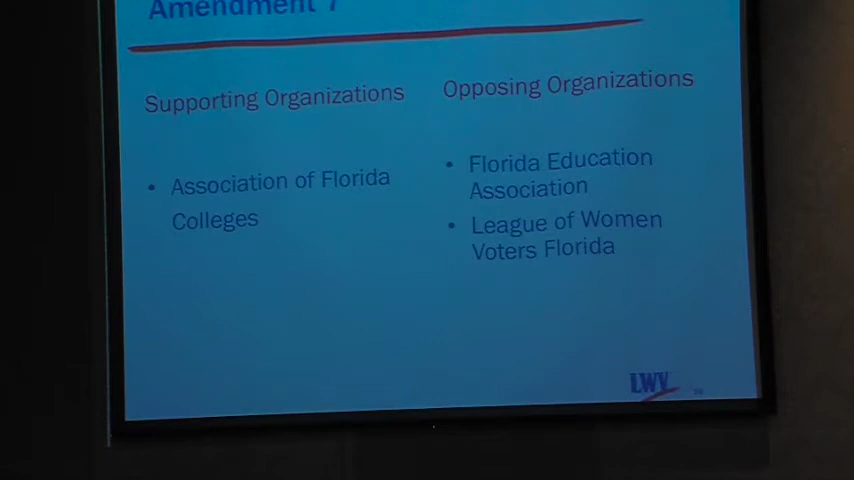 Amendment 7
Supporting Organizations
• Association of Florida
Colleges
Opposing Organizations
• Florida Education
Association
• League of Women
Voters Florida
LWV